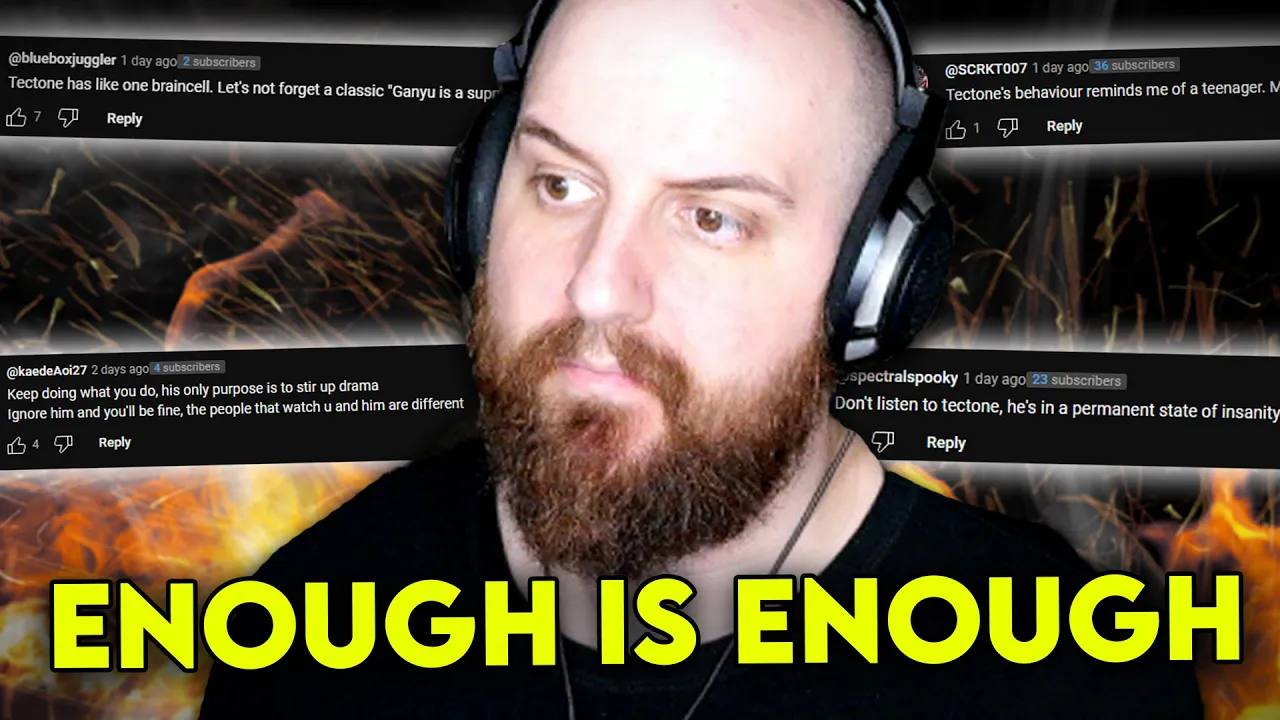 @blueboxjuggler 1 day ago 2 subscribers
Tectone has like one braincell. Let's not forget a classic "Ganyu is a
7
Reply
@SCRKT007 1 day ago 36 subscribers
Tectone's behaviour reminds me of a teenager.
1
Reply
@kaedeAoi27 2 days ago 4 subscribers
Keep doing what you do, his only purpose is to stir up drama
Ignore him and you'll be fine, the people that watch u and him are different
4
Reply
@spectralspooky 1 day ago 23 subscribers
Don't listen to tectone, he's in a permanent state of insanity
Reply
ENOUGH IS ENOUGH